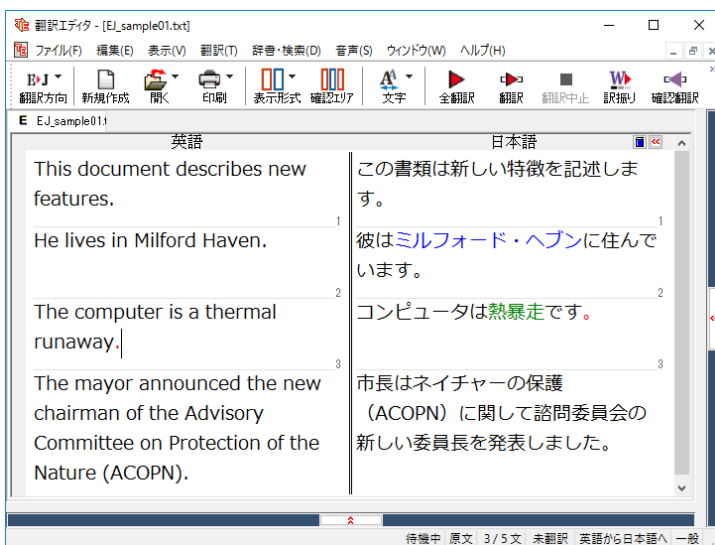 翻訳エディタ - [EJ_sample01.txt]
ファイル(F) 編集(E) 表示(V) 翻訳(T) 辞書・検索(D) 音声(S) ウィンドウ(W) ヘルプ(H)
E›J
翻訳方向 新規作成 開く 印刷 表示形式 確認エリア 文字 全翻訳 翻訳 翻訳中止 訳振り 確認翻訳
E EJ_sample01.t
英語 日本語
This document describes new
features.
1
この書類は新しい特徴を記述しま
す。
1
He lives in Milford Haven.
2
彼はミルフォード・ヘブンに住んで
います。
2
The computer is a thermal
runaway.
3
コンピュータは熱暴走です。
3
The mayor announced the new
chairman of the Advisory
Committee on Protection of the
Nature (ACOPN).
市長はネイチャーの保護
（ACOPN）に関して諮問委員会の
新しい委員長を発表しました。
待機中 原文 3/5文 未翻訳 英語から日本語へ 一般